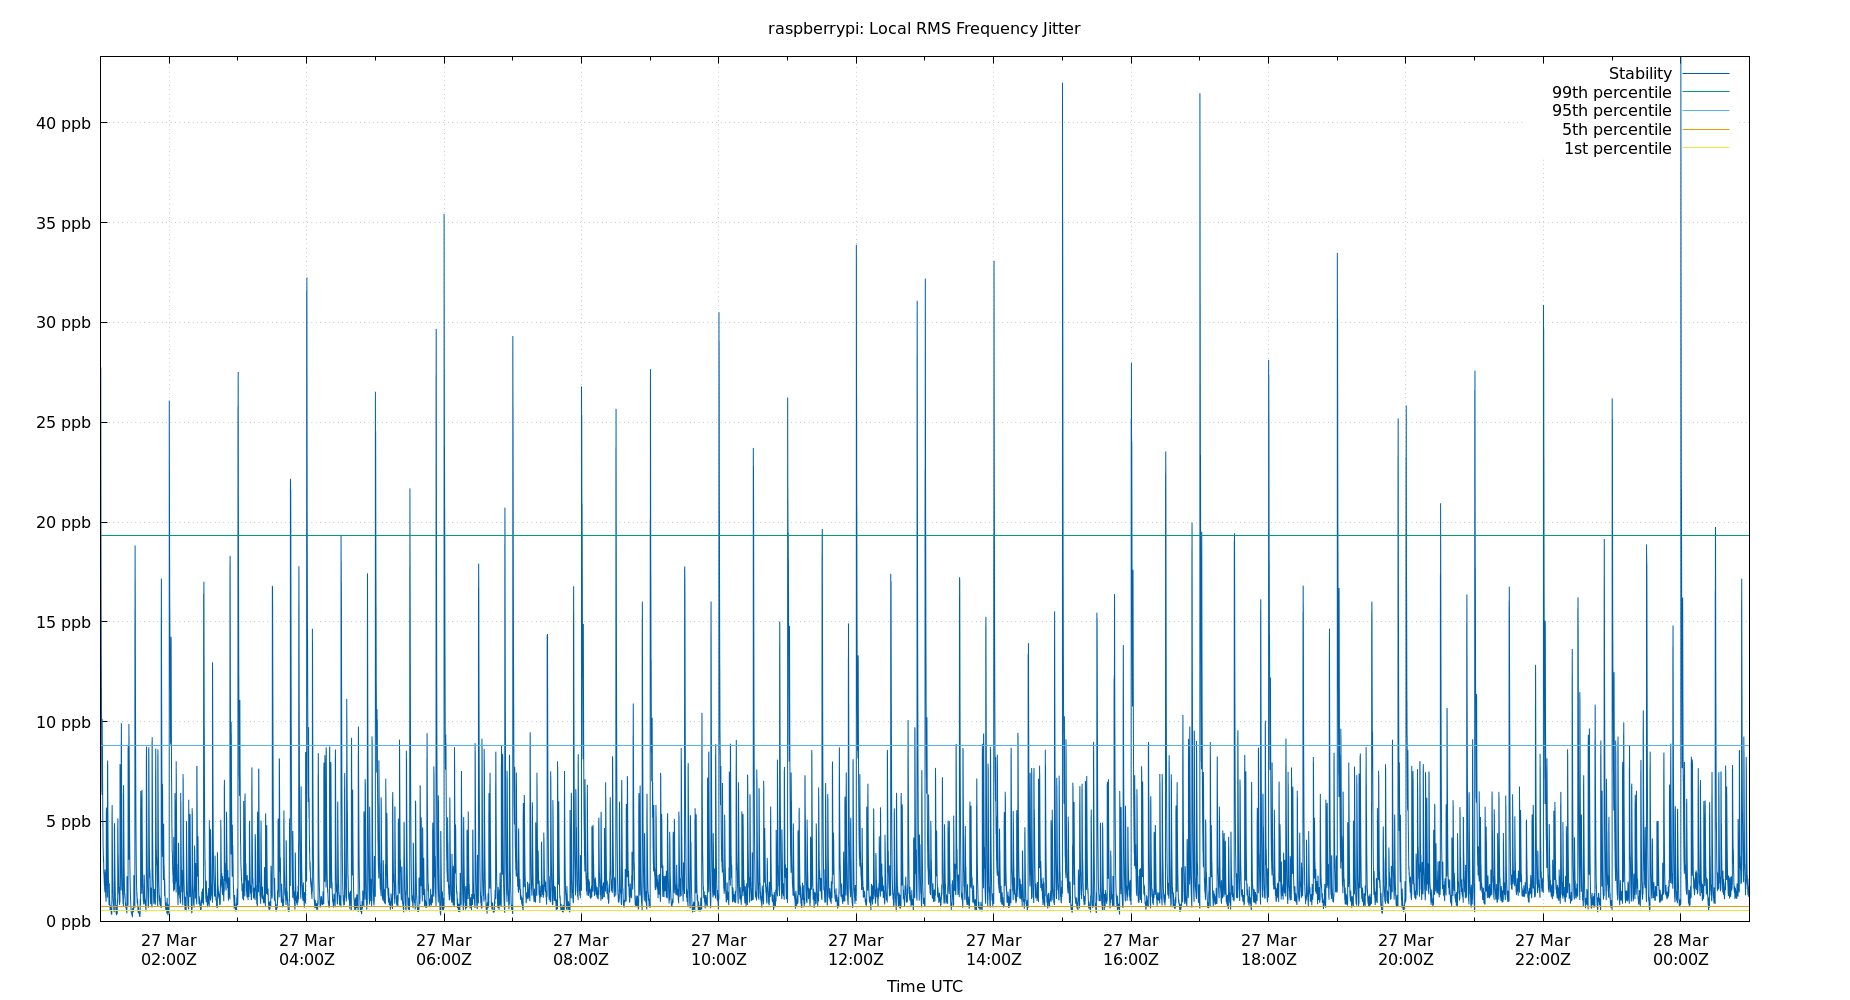 raspberrypi: Local RMS Frequency Jitter
Stability
99th percentile
95th percentile
5th percentile
1st percentile
40 ppb
35 ppb
30 ppb
25 ppb
20 ppb
15 ppb
10 ppb
5 ppb
0 ppb
27 Mar 27 Mar 27 Mar 27 Mar 27 Mar 27 Mar 27 Mar 27 Mar 27 Mar 27 Mar 27 Mar 28 Mar
02:00Z 04:00Z 06:00Z 08:00Z 10:00Z 12:00Z 14:00Z 16:00Z 18:00Z 20:00Z 22:00Z 00:00Z
Time UTC